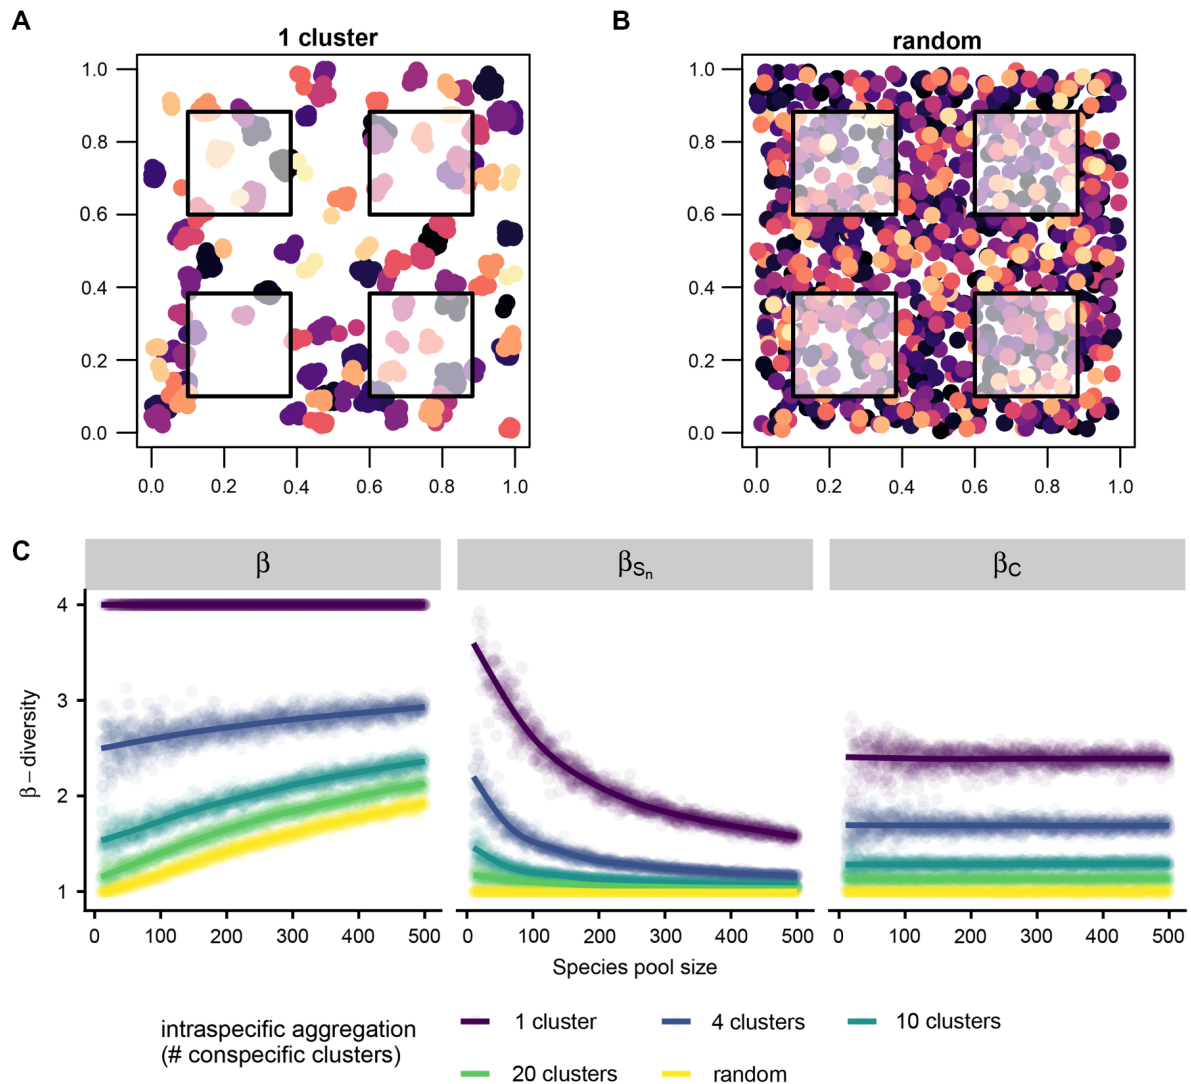 A
1 cluster
1.0
0.8
0.6
0.4
0.2
0.0
0.0 0.2 0.4 0.6 0.8 1.0
B
random
1.0
0.8
0.6
0.4
0.2
0.0
0.0 0.2 0.4 0.6 0.8 1.0
C
β βSn βC
β – diversity
4
3
2
1
0 100 200 300 400 500 0 100 200 300 400 500 0 100 200 300 400 500
Species pool size
intraspecific aggregation
(# conspecific clusters)
1 cluster 4 clusters 10 clusters
20 clusters random